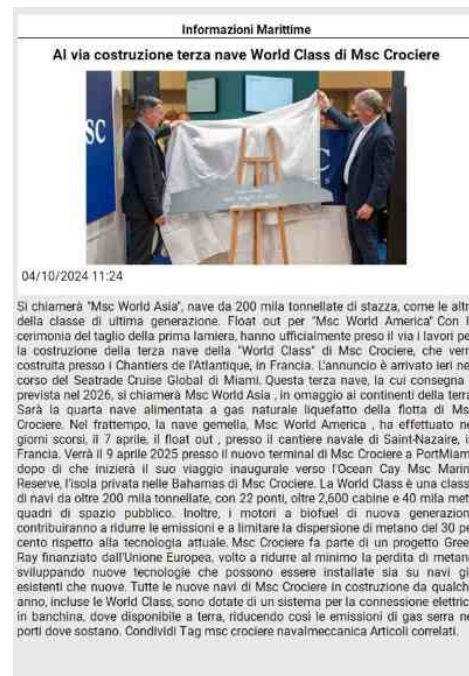 Informazioni Marittime
Al via costruzione terza nave World Class di Msc Crociere
SC
04/10/2024 11:24
Si chiamerà "Msc World Asia", nave da 200 mila tonnellate di stazza, come le altr
della classe di ultima generazione. Float out per "Msc World America" Con l
cerimonia del taglio della prima lamiera, hanno ufficialmente preso il via i lavori pe
la costruzione della terza nave della "World Class" di Msc Crociere, che verr
costruita presso i Chantiers de l'Atlantique, in Francia. L'annuncio è arrivato ieri ne
corso del Seatrade Cruise Global di Miami. Questa terza nave, la cui consegna
prevista nel 2026, si chiamerà Msc World Asia , in omaggio ai continenti della terra
Sarà la quarta nave alimentata a gas naturale liquefatto della flotta di Ms
Crociere. Nel frattempo, la nave gemella, Msc World America , ha effettuato ne
giorni scorsi, il 7 aprile, il float out , presso il cantiere navale di Saint-Nazaire, i
Francia. Verrà il 9 aprile 2025 presso il nuovo terminal di Msc Crociere a PortMiam
dopo di che inizierà il suo viaggio inaugurale verso l'Ocean Cay Msc Marin
Reserve, l'isola privata nelle Bahamas di Msc Crociere. La World Class è una class
di navi da oltre 200 mila tonnellate, con 22 ponti, oltre 2,600 cabine e 40 mila met
quadri di spazio pubblico. Inoltre, i motori a biofuel di nuova generazion
contribuiranno a ridurre le emissioni e a limitare la dispersione di metano del 30 pe
cento rispetto alla tecnologia attuale. Msc Crociere fa parte di un progetto Gree
Ray finanziato dall'Unione Europea, volto a ridurre al minimo la perdita di metan
sviluppando nuove tecnologie che possono essere installate sia su navi gi
esistenti che nuove. Tutte le nuove navi di Msc Crociere in costruzione da qualch
anno, incluse le World Class, sono dotate di un sistema per la connessione elettric
in banchina, dove disponibile a terra, riducendo così le emissioni di gas serra ne
porti dove sostano. Condividi Tag msc crociere navalmeccanica Articoli correlati.